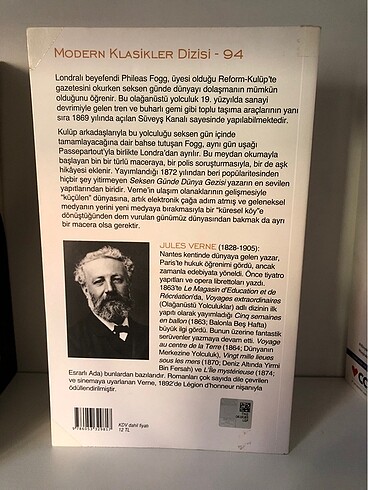 MODERN KLASİKLER DİZİSİ - 94
Londralı beyefendi Phileas Fogg, üyesi olduğu Reform-Kulüp'te
gazetesini okurken seksen günde dünyayı dolaşmanın mümkün
olduğunu öğrenir. Bu olağanüstü yolculuk 19. yüzyılda sanayi
devrimiyle gelen tren ve buharlı gemi gibi toplu taşıma araçlarının yanı
sıra 1869 yılında açılan Süveyş Kanalı sayesinde yapılabilmektedir.
Kulüp arkadaşlarıyla bu yolculuğu seksen gün içinde
tamamlayacağına dair bahse tutuşan Fogg, aynı gün uşağı
Passepartout'yla birlikte Londra'dan ayrılır. Bu meydan okumayla
başlayan bin bir türlü maceraya, bir polis soruşturmasıyla, bir de aşk
hikâyesi eklenir. Yayımlandığı 1872 yılından beri popülaritesinden
hiçbir şey yitirmeyen Seksen Günde Dünya Gezisi yazarın en sevilen
yapıtlarından biridir. Verne'in ulaşım olanaklarının gelişmesiyle
"küçülen" dünyasına, artık elektronik çağa adım atmış ve geleneksel
medyanın yerini yeni medyaya bırakmasıyla bir "küresel köy"e
dönüştüğünden dem vurulan günümüz dünyasından bakmak da ayrı
bir macera olsa gerektir.
JULES VERNE (1828-1905):
Nantes kentinde dünyaya gelen yazar,
Paris'te hukuk öğrenimi gördü, ancak
zamanla edebiyata yöneldi. Önce tiyatro
yapıtları ve opera librettoları yazdı.
1863'te Le Magasin d'Education et de
Récréation'da, Voyages extraordinaires
(Olağanüstü Yolculuklar) adlı dizinin ilk
yapıtı olarak yayımladığı Cinq semaines
en ballon (1863; Balonla Beş Hafta)
büyük ilgi gördü. Bunun üzerine fantastik
serüvenler yazmaya devam etti. Voyage
au centre de la Terre (1864; Dünyanın
Merkezine Yolculuk), Vingt mille lieues
sous les mers (1870; Deniz Altında Yirmi
Bin Fersah) ve L'Île mystérieuse (1874;
Esrarlı Ada) bunlardan bazılarıdır. Romanları çok sayıda dile çevrilen
ve sinemaya uyarlanan Verne, 1892'de Légion d'honneur nişanıyla
ödüllendirilmiştir.
KDV dahil fiyatı
12 TL